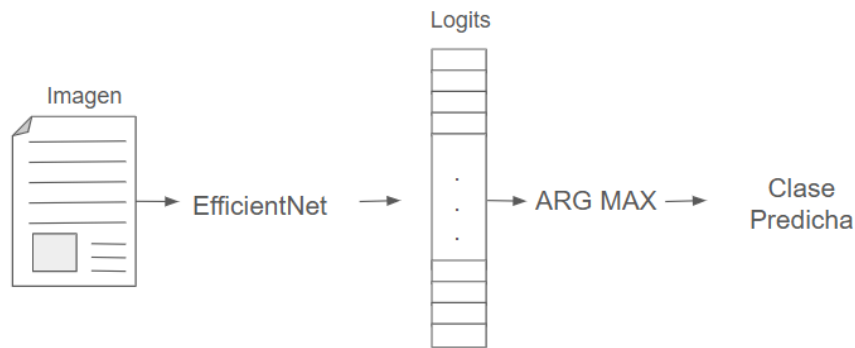 Logits
Imagen
EfficientNet
.
.
.
ARG MAX
Clase
Predicha